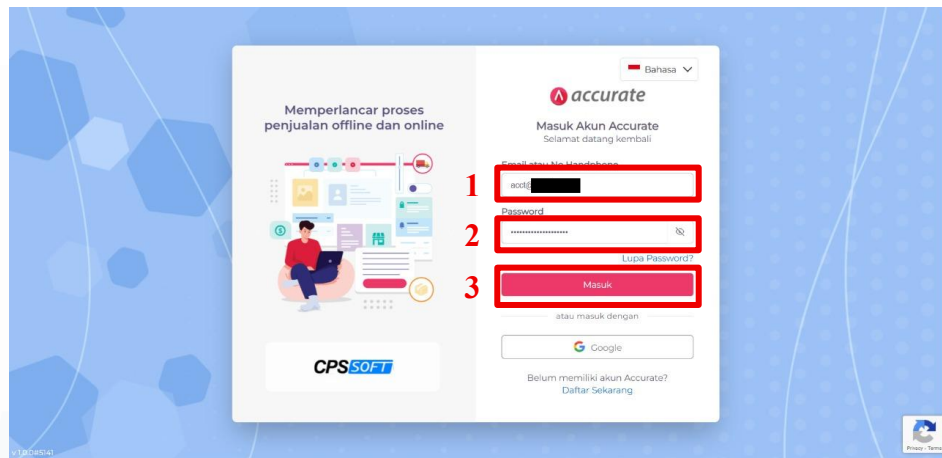 Bahasa
accurate
Memperlancar proses
penjualan offline dan online
Masuk Akun Accurate
Selamat datang kembali
Email atau No Handphone
1
acct@
Password
2
Lupa Password?
3
Masuk
atau masuk dengan
Google
CPSSOFT
Belum memiliki akun Accurate?
Daftar Sekarang
Privacy - Terms